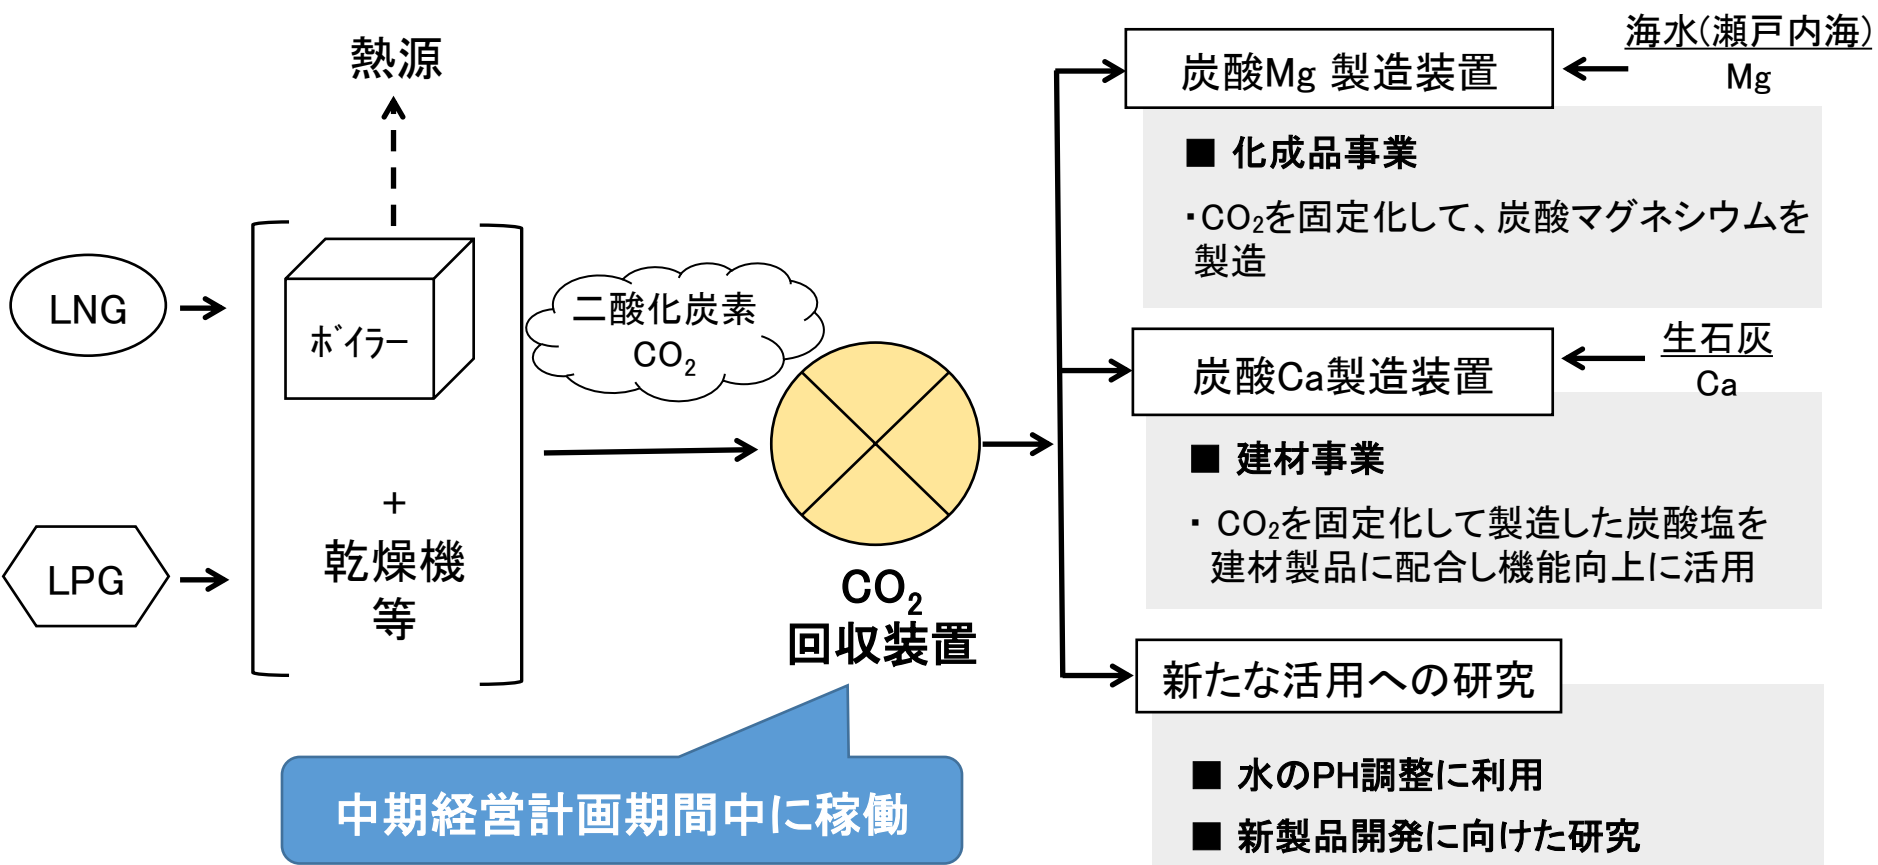 熱源
LNG
ボイラー
+
乾燥機
等
LPG
二酸化炭素
CO₂
CO₂
回収装置
中期経営計画期間中に稼働
炭酸Mg 製造装置
海水(瀬戸内海)
Mg
■ 化成品事業
・CO₂を固定化して、炭酸マグネシウムを
製造
炭酸Ca製造装置
生石灰
Ca
■ 建材事業
・ CO₂を固定化して製造した炭酸塩を
建材製品に配合し機能向上に活用
新たな活用への研究
■ 水のPH調整に利用
■ 新製品開発に向けた研究